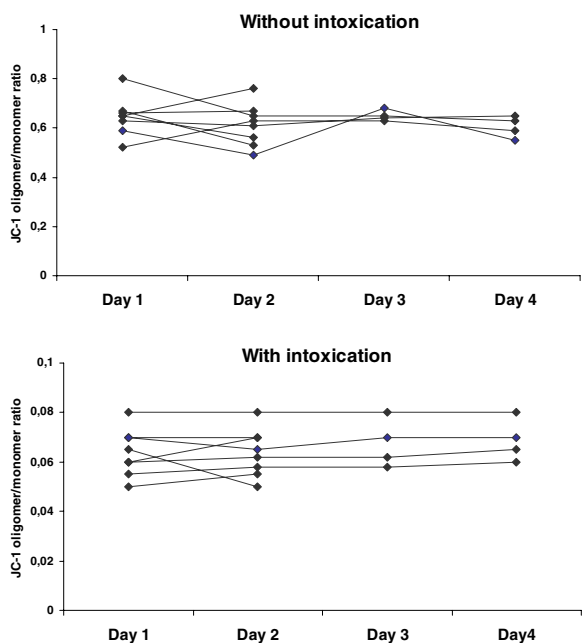 Without intoxication
JC-1 oligomer/monomer ratio
1
0,8
0,6
0,4
0,2
0
Day 1 Day 2 Day 3 Day 4
With intoxication
JC-1 oligomer/monomer ratio
0,1
0,08
0,06
0,04
0,02
0
Day 1 Day 2 Day 3 Day4